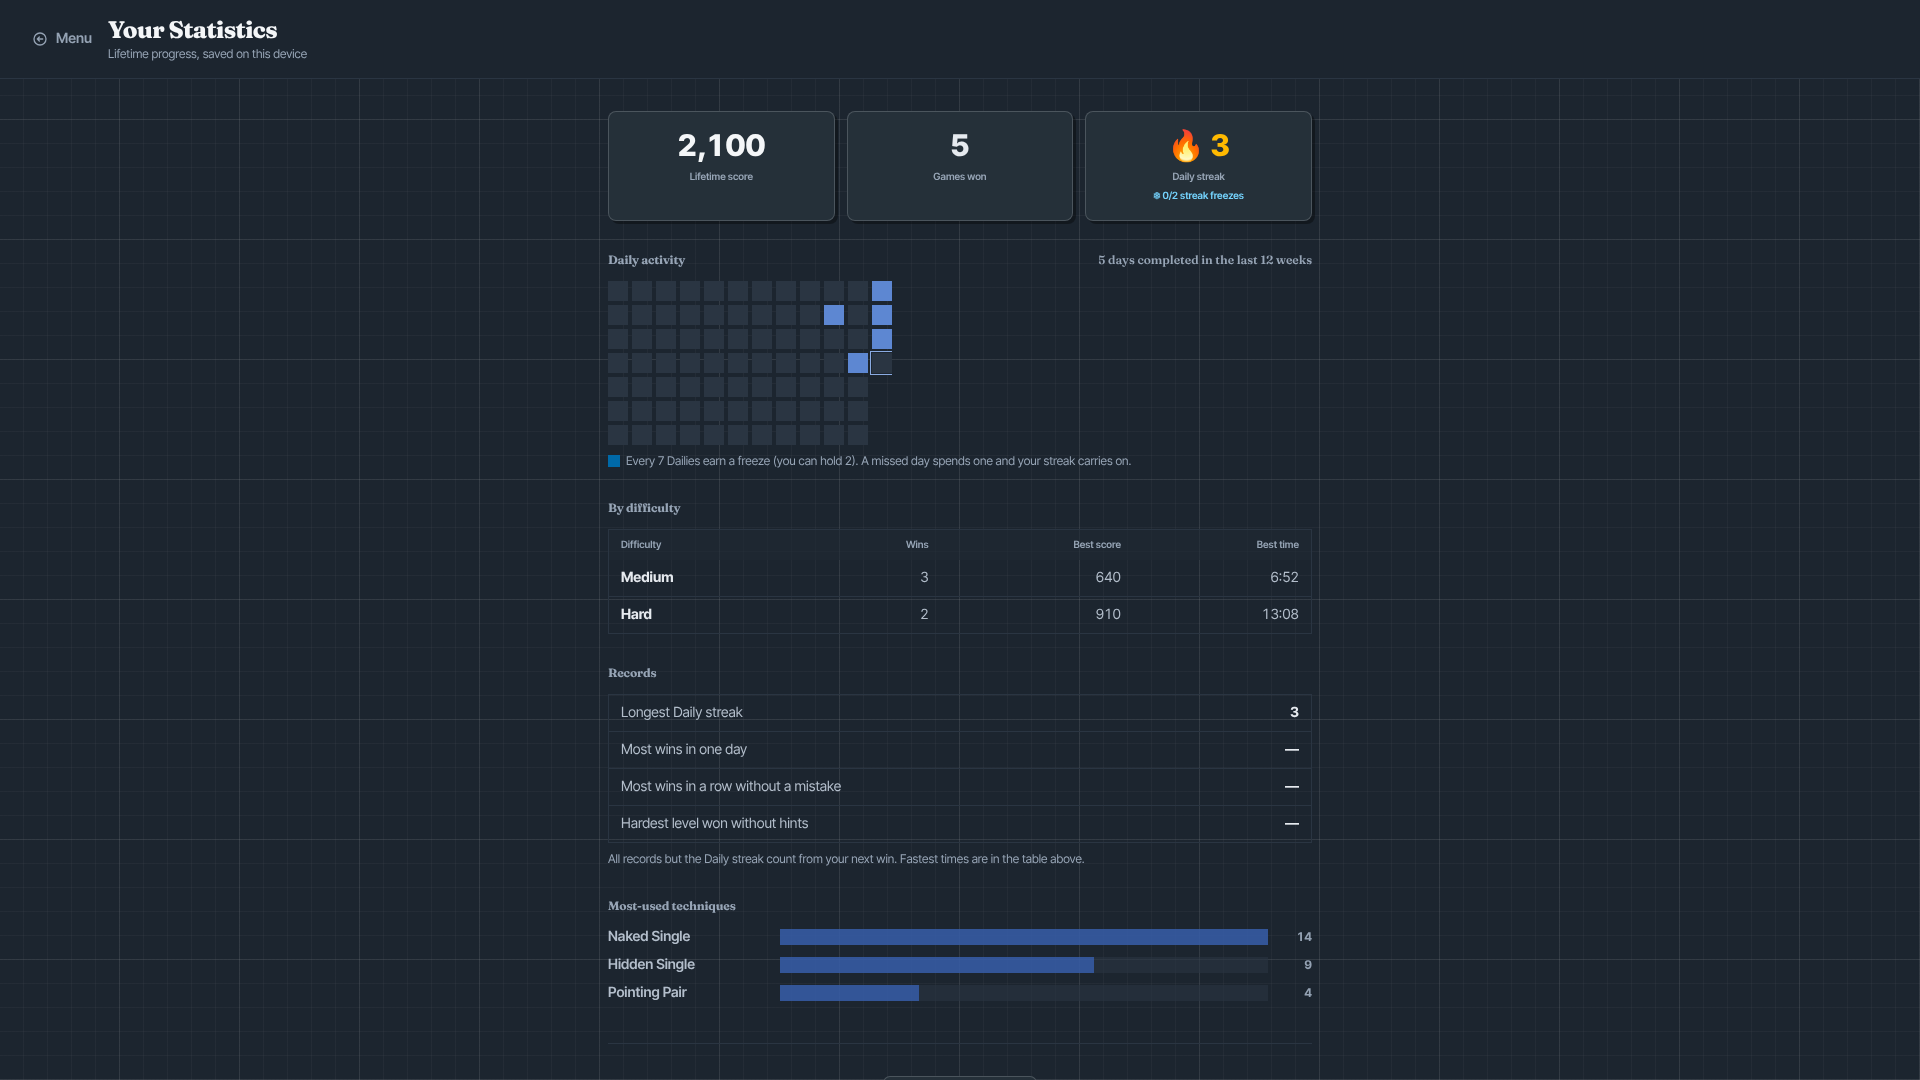 Menu
Your Statistics
Lifetime progress, saved on this device
2,100
Lifetime score
5
Games won
🔥 3
Daily streak
❄ 0/2 streak freezes
Daily activity
5 days completed in the last 12 weeks
Every 7 Dailies earn a freeze (you can hold 2). A missed day spends one and your streak carries on.
By difficulty
Difficulty Wins Best score Best time
Medium 3 640 6:52
Hard 2 910 13:08
Records
Longest Daily streak 3
Most wins in one day —
Most wins in a row without a mistake —
Hardest level won without hints —
All records but the Daily streak count from your next win. Fastest times are in the table above.
Most-used techniques
Naked Single 14
Hidden Single 9
Pointing Pair 4